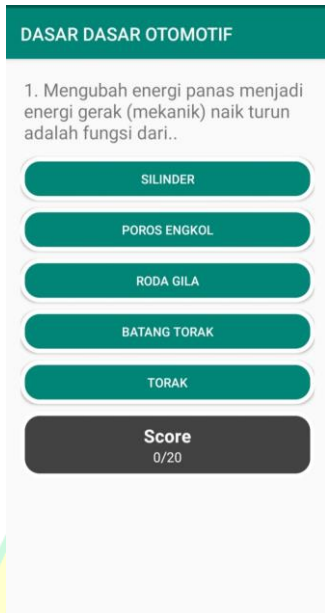 DASAR DASAR OTOMOTIF
1. Mengubah energi panas menjadi
energi gerak (mekanik) naik turun
adalah fungsi dari..
SILINDER
POROS ENGKOL
RODA GILA
BATANG TORAK
TORAK
Score
0/20